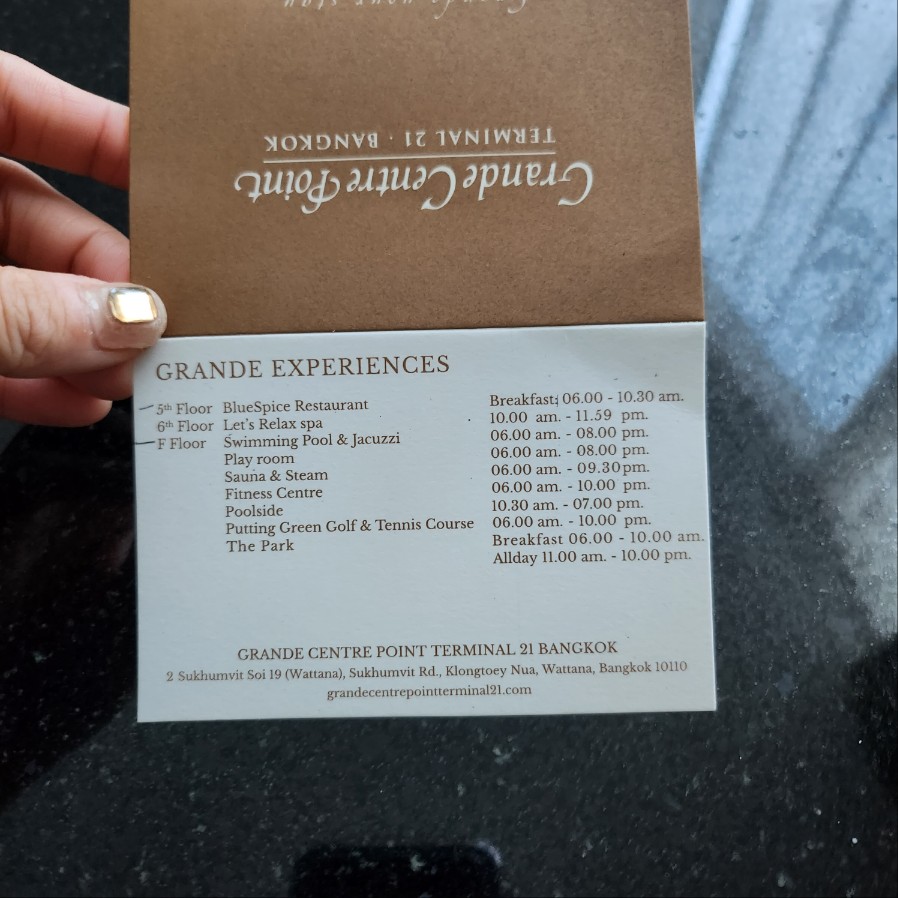 Grande your stay
TERMINAL 21 · BANGKOK
Grande Centre Point
GRANDE EXPERIENCES
5th Floor BlueSpice Restaurant Breakfast: 06.00 - 10.30 am.
6th Floor Let's Relax spa 10.00 am. - 11.59 pm.
F Floor Swimming Pool & Jacuzzi 06.00 am. - 08.00 pm.
Play room 06.00 am. - 08.00 pm.
Sauna & Steam 06.00 am. - 09.30pm.
Fitness Centre 06.00 am. - 10.00 pm.
Poolside 10.30 am. - 07.00 pm.
Putting Green Golf & Tennis Course 06.00 am. - 10.00 pm.
The Park Breakfast 06.00 - 10.00 am.
Allday 11.00 am. - 10.00 pm.
GRANDE CENTRE POINT TERMINAL 21 BANGKOK
2 Sukhumvit Soi 19 (Wattana), Sukhumvit Rd., Klongtoey Nua, Wattana, Bangkok 10110
grandecentrepointterminal21.com